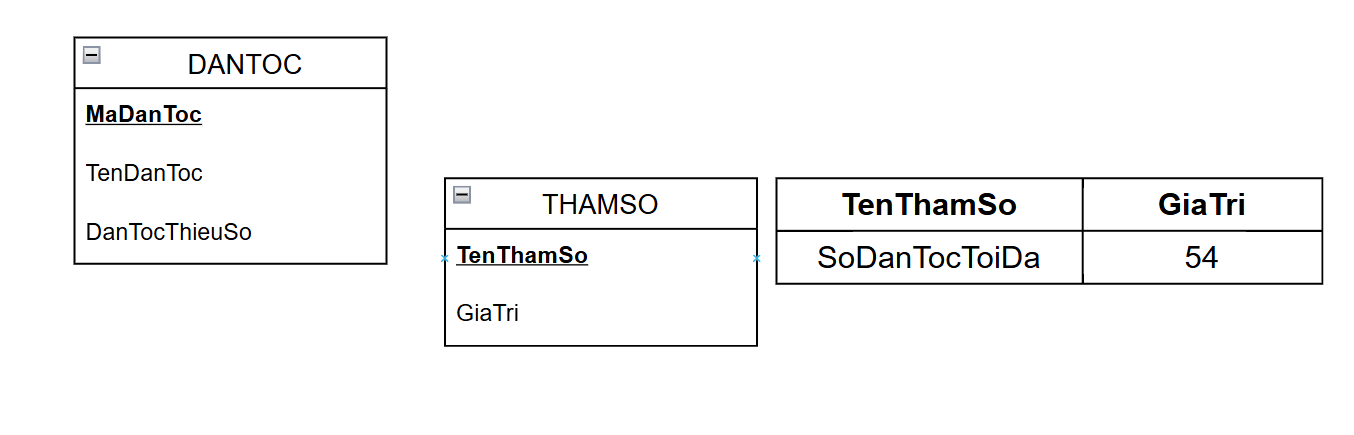 DANTOC
MaDanToc
TenDanToc
DanTocThieuSo
THAMSO
TenThamSo
GiaTri
TenThamSo GiaTri
SoDanTocToiDa 54